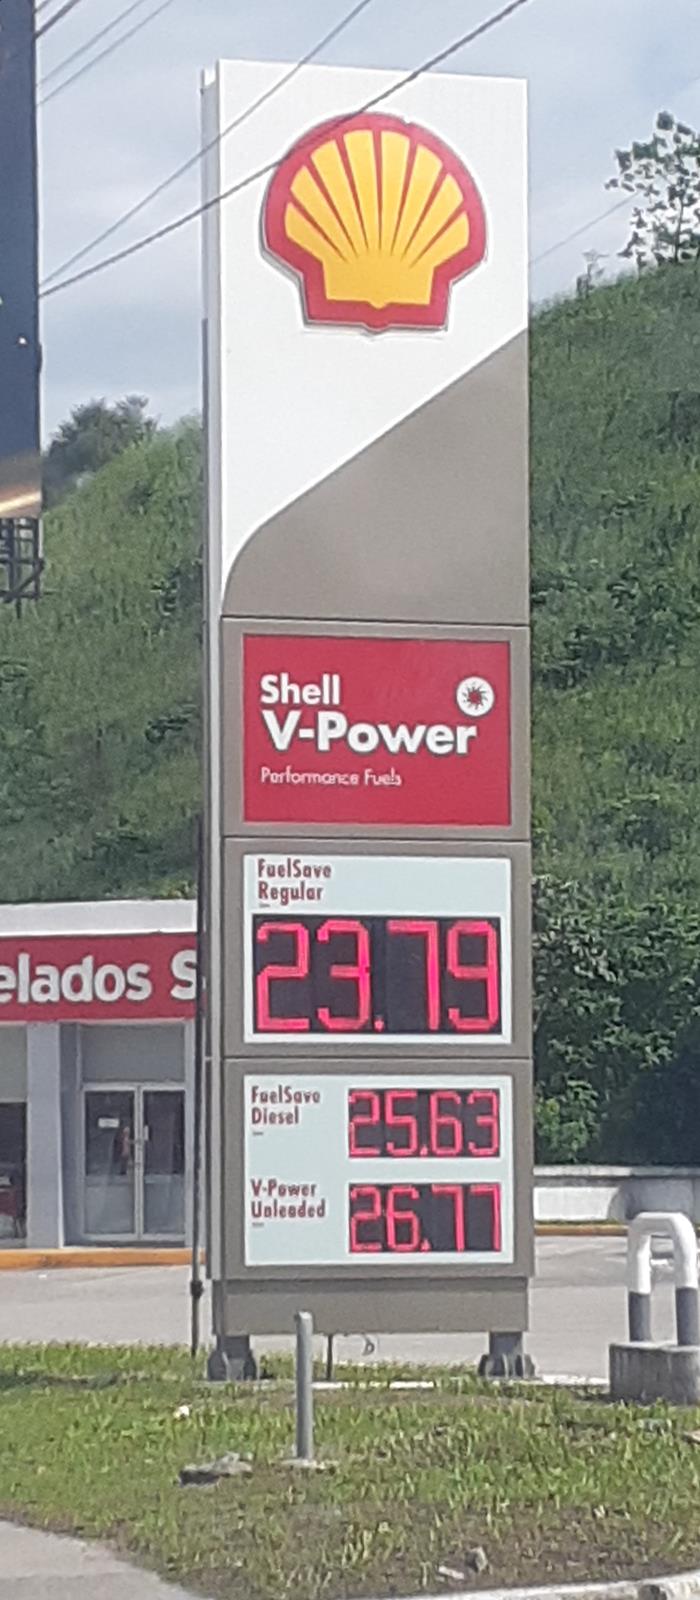 Shell
V-Power
Performance Fuels
FuelSave
Regular
23.79
elados S
FuelSave
Diesel
25.63
V-Power
Unleaded
26.77